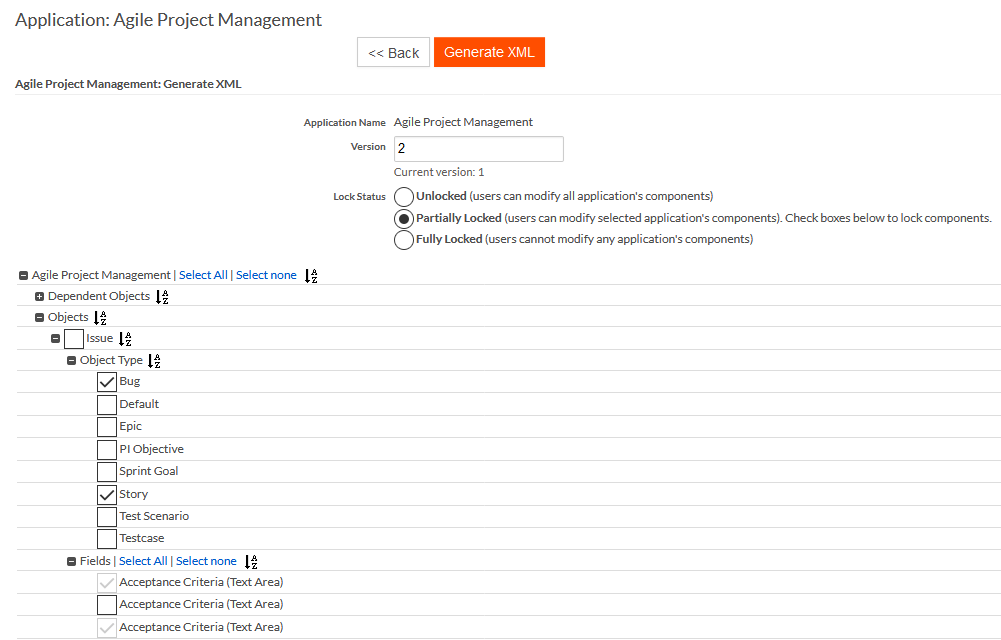 Application: Agile Project Management
<< Back Generate XML
Agile Project Management: Generate XML
Application Name Agile Project Management
Version 2
Current version: 1
Lock Status Unlocked (users can modify all application's components)
Partially Locked (users can modify selected application's components). Check boxes below to lock components.
Fully Locked (users cannot modify any application's components)
Agile Project Management | Select All | Select none
Dependent Objects
Objects
Issue
Object Type
Bug
Default
Epic
PI Objective
Sprint Goal
Story
Test Scenario
Testcase
Fields | Select All | Select none
Acceptance Criteria (Text Area)
Acceptance Criteria (Text Area)
Acceptance Criteria (Text Area)